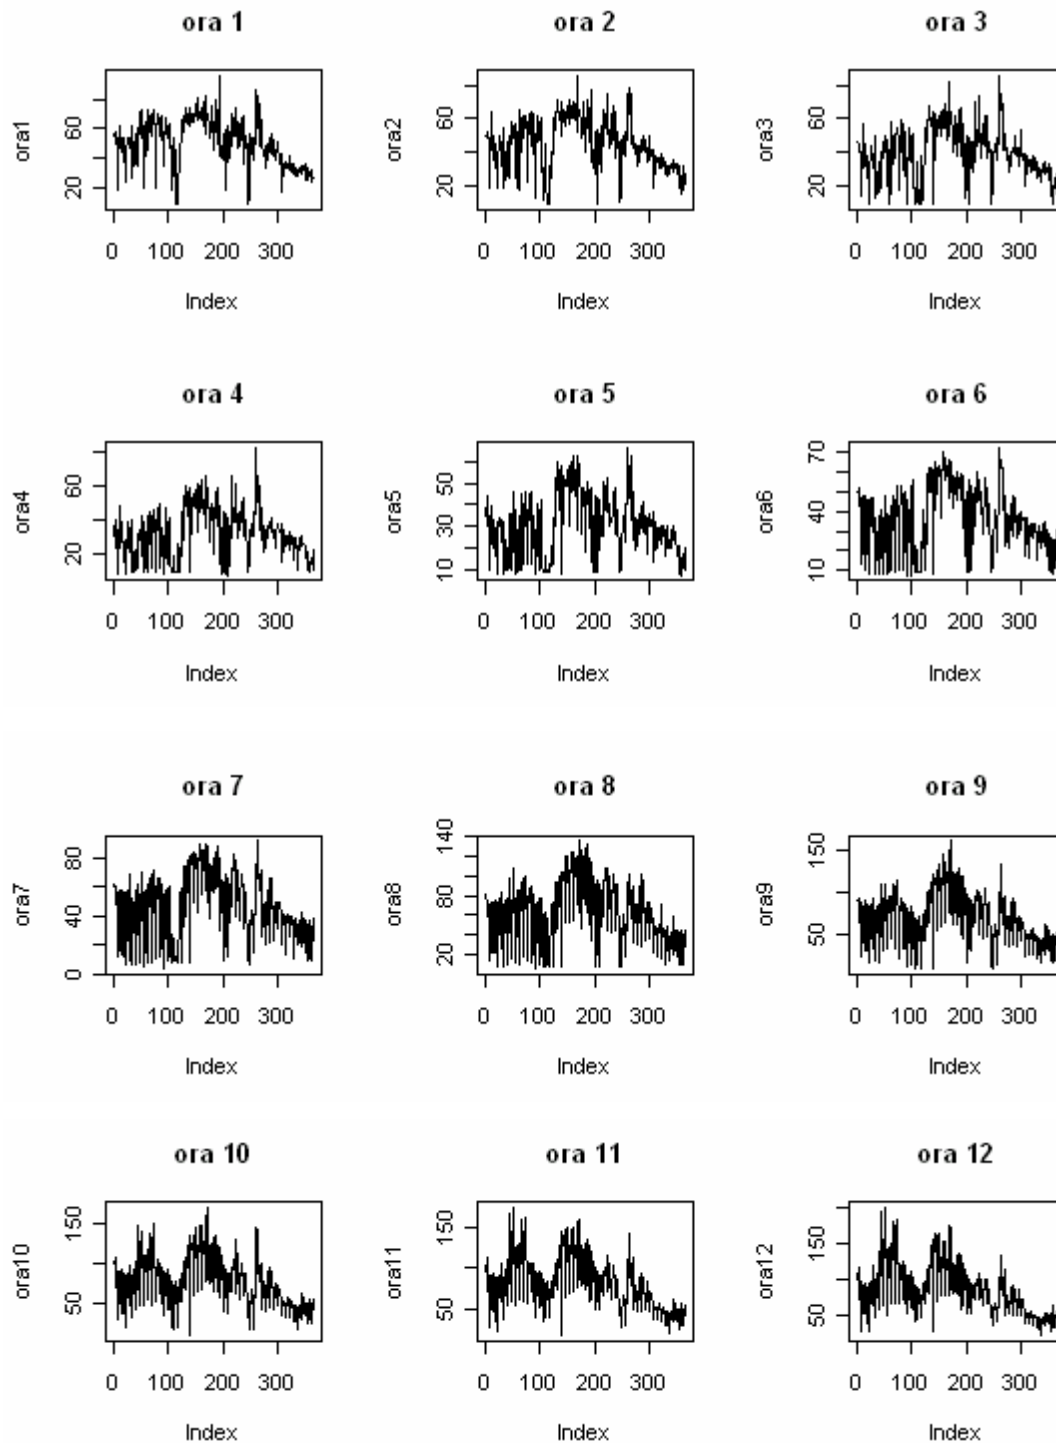 ora 1 ora 2 ora 3
ora1 20 60 ora2 20 60 ora3 20 60
0 100 200 300 0 100 200 300 0 100 200 300
Index Index Index
ora 4 ora 5 ora 6
ora4 20 60 ora5 10 30 50 ora6 10 40 70
0 100 200 300 0 100 200 300 0 100 200 300
Index Index Index
ora 7 ora 8 ora 9
ora7 0 40 80 ora8 20 80 140 ora9 50 150
0 100 200 300 0 100 200 300 0 100 200 300
Index Index Index
ora 10 ora 11 ora 12
ora10 50 150 ora11 50 150 ora12 50 150
0 100 200 300 0 100 200 300 0 100 200 300
Index Index Index